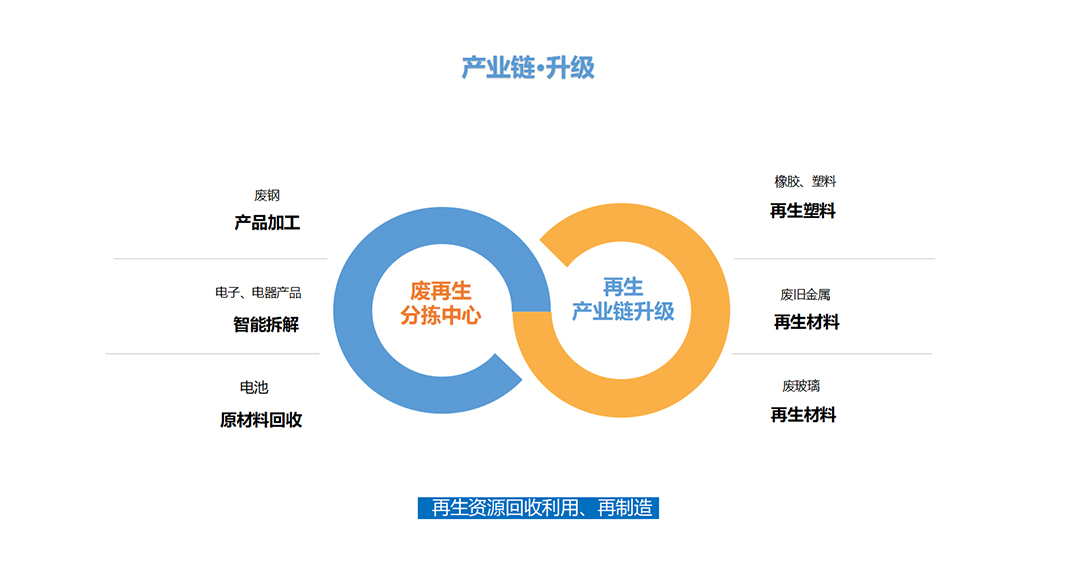 产业链·升级
废钢
产品加工
电子、电器产品
智能拆解
电池
原材料回收
废再生
分拣中心
再生
产业链升级
橡胶、塑料
再生塑料
废旧金属
再生材料
废玻璃
再生材料
再生资源回收利用、再制造